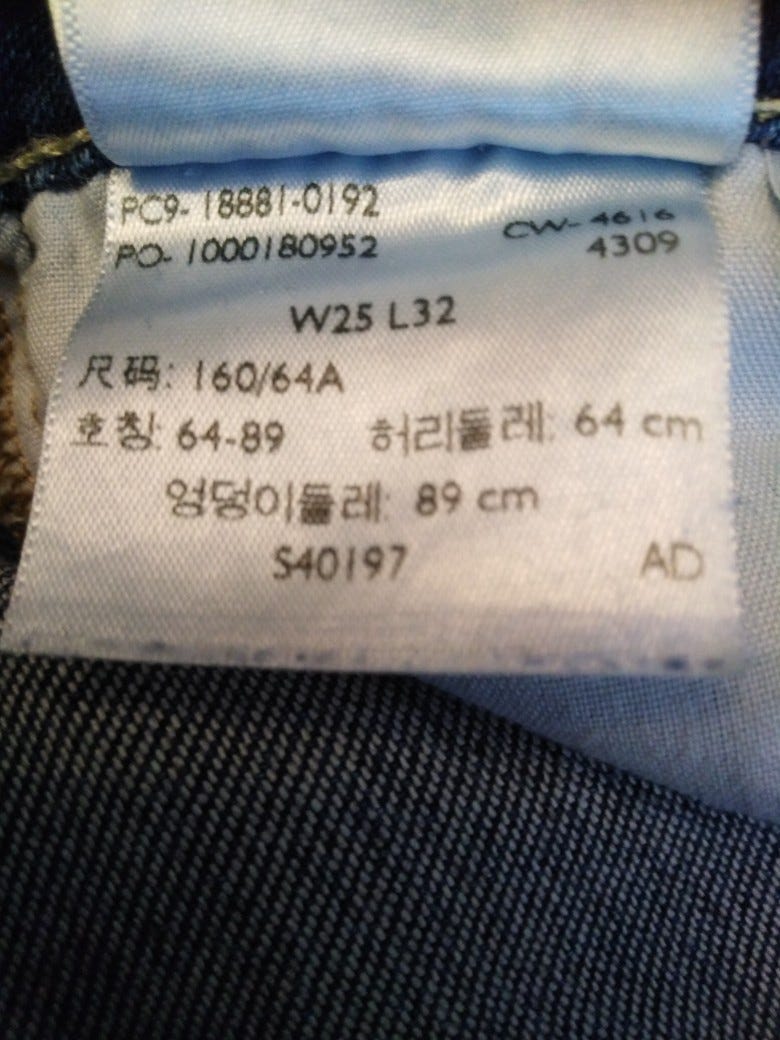 PC9- 18881-0192
CW- 4616
PO- 1000180952
4309
W25 L32
尺码: 160/64A
호칭: 64-89 허리둘레: 64 cm
엉덩이둘레: 89 cm
S40197 AD